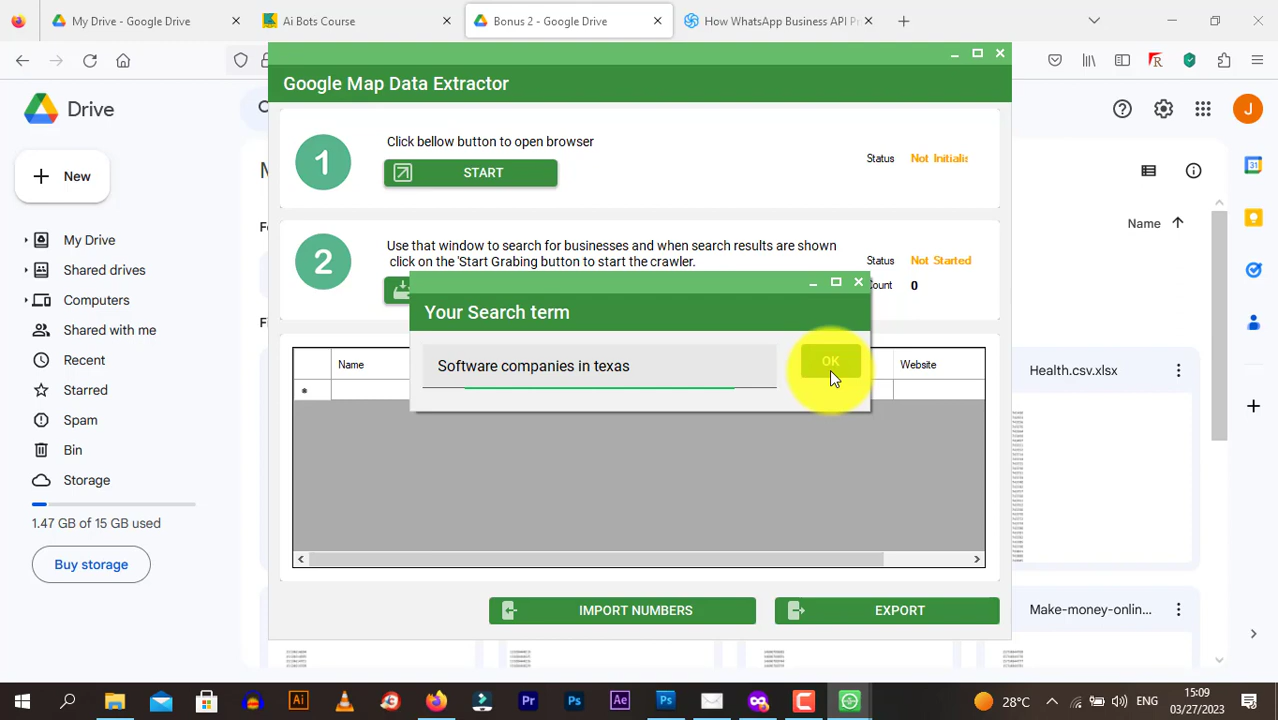 My Drive - Google Drive
Ai Bots Course
Bonus 2 - Google Drive
How WhatsApp Business API Pr
Google Map Data Extractor
Drive
J
1
Click bellow button to open browser
START
Status
Not Initialis
New
Name
2
Use that window to search for businesses and when search results are shown
click on the 'Start Grabing button to start the crawler.
Status
Not Started
0
My Drive
Shared drives
Computers
Shared with me
Recent
Starred
Spam
Bin
Storage
1.47 GB of 15 GB used
Buy storage
Your Search term
Software companies in texas
OK
Name
Website
Health.csv.xlsx
IMPORT NUMBERS
EXPORT
Make-money-onlin...
28°C
ENG
15:09
03/27/2023